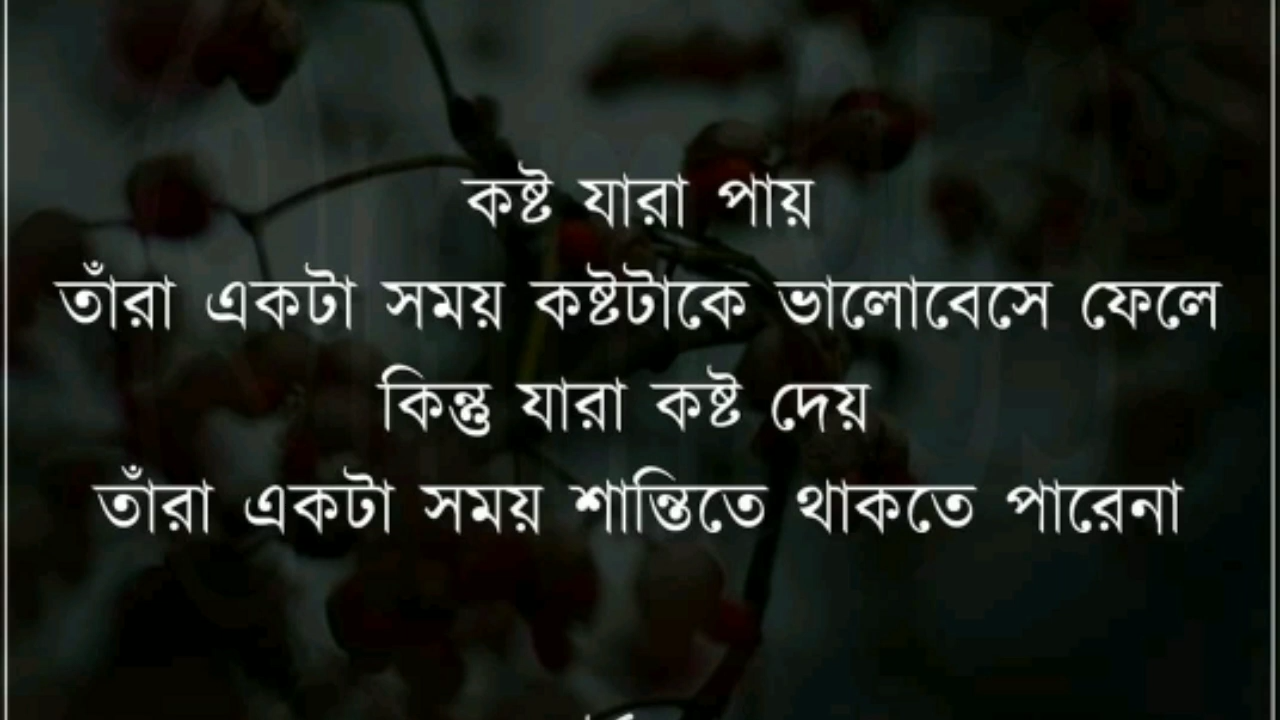 কষ্ট যারা পায়
তাঁরা একটা সময় কষ্টটাকে ভালোবেসে ফেলে
কিন্তু যারা কষ্ট দেয়
তাঁরা একটা সময় শান্তিতে থাকতে পারেনা